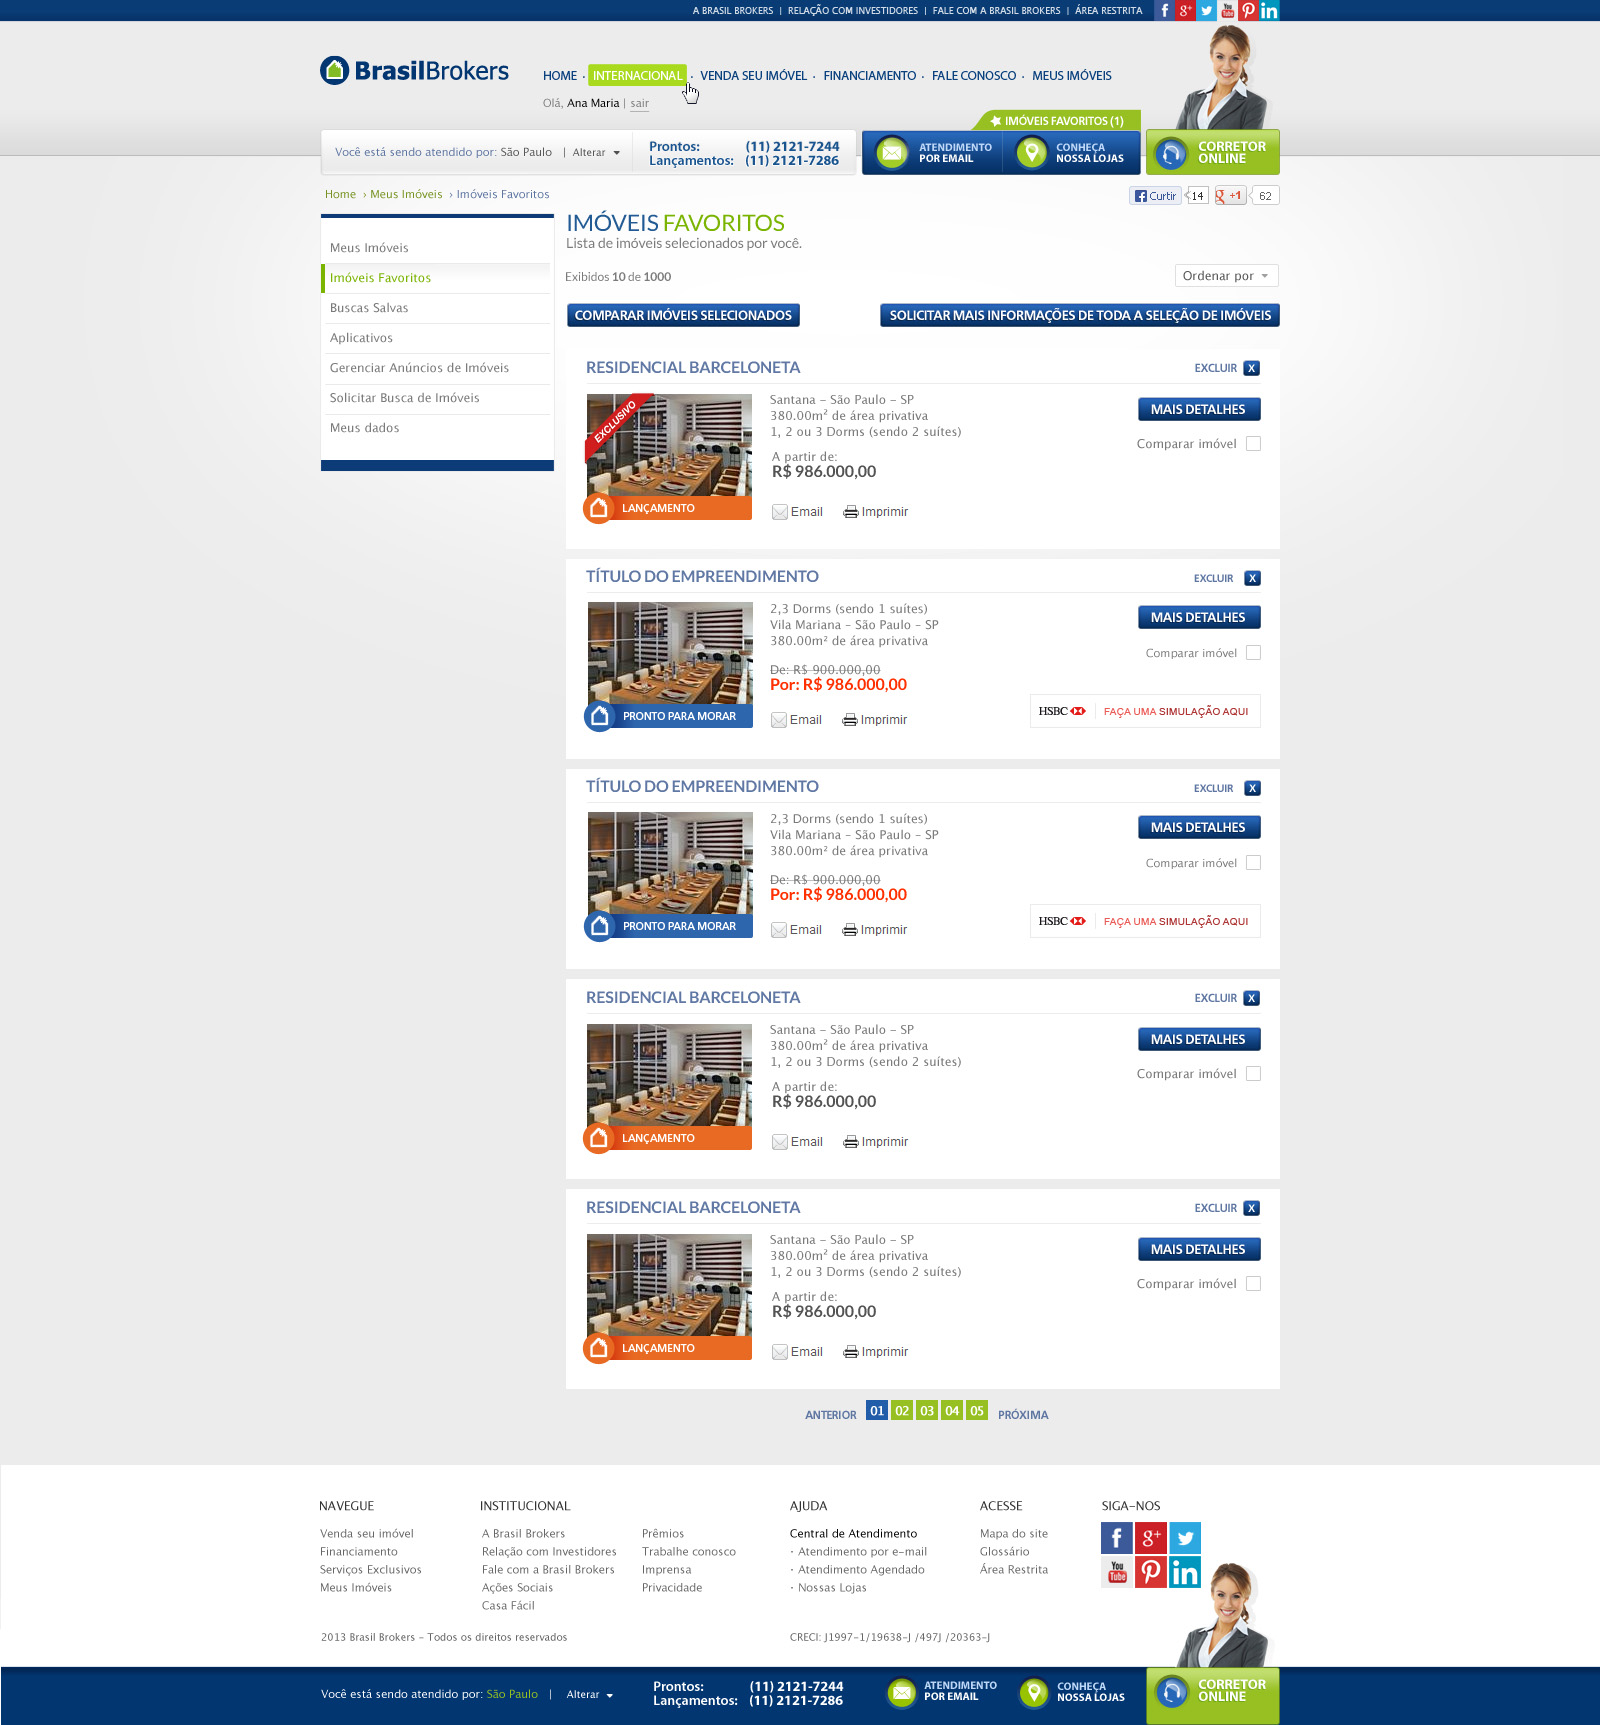 A BRASIL BROKERS | RELAÇÃO COM INVESTIDORES | FALE COM A BRASIL BROKERS | ÁREA RESTRITA
BrasilBrokers
HOME · INTERNACIONAL · VENDA SEU IMÓVEL · FINANCIAMENTO · FALE CONOSCO · MEUS IMÓVEIS
Olá, Ana Maria | sair
IMÓVEIS FAVORITOS (1)
Você está sendo atendido por: São Paulo | Alterar
Prontos: (11) 2121-7244
Lançamentos: (11) 2121-7286
ATENDIMENTO
POR EMAIL
CONHEÇA
NOSSA LOJAS
CORRETOR
ONLINE
Home › Meus Imóveis › Imóveis Favoritos
Curtir 14
+1 62
Meus Imóveis
Imóveis Favoritos
Buscas Salvas
Aplicativos
Gerenciar Anúncios de Imóveis
Solicitar Busca de Imóveis
Meus dados
IMÓVEIS FAVORITOS
Lista de imóveis selecionados por você.
Exibidos 10 de 1000
Ordenar por
COMPARAR IMÓVEIS SELECIONADOS
SOLICITAR MAIS INFORMAÇÕES DE TODA A SELEÇÃO DE IMÓVEIS
RESIDENCIAL BARCELONETA
EXCLUIR X
EXCLUSIVO
LANÇAMENTO
Santana - São Paulo - SP
380.00m² de área privativa
1, 2 ou 3 Dorms (sendo 2 suítes)
A partir de:
R$ 986.000,00
Email Imprimir
MAIS DETALHES
Comparar imóvel
TÍTULO DO EMPREENDIMENTO
EXCLUIR X
PRONTO PARA MORAR
2,3 Dorms (sendo 1 suítes)
Vila Mariana - São Paulo - SP
380.00m² de área privativa
De: R$ 900.000,00
Por: R$ 986.000,00
Email Imprimir
MAIS DETALHES
Comparar imóvel
HSBC FAÇA UMA SIMULAÇÃO AQUI
TÍTULO DO EMPREENDIMENTO
EXCLUIR X
PRONTO PARA MORAR
2,3 Dorms (sendo 1 suítes)
Vila Mariana - São Paulo - SP
380.00m² de área privativa
De: R$ 900.000,00
Por: R$ 986.000,00
Email Imprimir
MAIS DETALHES
Comparar imóvel
HSBC FAÇA UMA SIMULAÇÃO AQUI
RESIDENCIAL BARCELONETA
EXCLUIR X
LANÇAMENTO
Santana - São Paulo - SP
380.00m² de área privativa
1, 2 ou 3 Dorms (sendo 2 suítes)
A partir de:
R$ 986.000,00
Email Imprimir
MAIS DETALHES
Comparar imóvel
RESIDENCIAL BARCELONETA
EXCLUIR X
LANÇAMENTO
Santana - São Paulo - SP
380.00m² de área privativa
1, 2 ou 3 Dorms (sendo 2 suítes)
A partir de:
R$ 986.000,00
Email Imprimir
MAIS DETALHES
Comparar imóvel
ANTERIOR 01 02 03 04 05 PRÓXIMA
NAVEGUE
Venda seu imóvel
Financiamento
Serviços Exclusivos
Meus Imóveis
INSTITUCIONAL
A Brasil Brokers
Relação com Investidores
Fale com a Brasil Brokers
Ações Sociais
Casa Fácil
Prêmios
Trabalhe conosco
Imprensa
Privacidade
AJUDA
Central de Atendimento
· Atendimento por e-mail
· Atendimento Agendado
· Nossas Lojas
ACESSE
Mapa do site
Glossário
Área Restrita
SIGA-NOS
You Tube
2013 Brasil Brokers - Todos os direitos reservados
CRECI: J1997-1/19638-J /497J /20363-J
Você está sendo atendido por: São Paulo | Alterar
Prontos: (11) 2121-7244
Lançamentos: (11) 2121-7286
ATENDIMENTO
POR EMAIL
CONHEÇA
NOSSA LOJAS
CORRETOR
ONLINE